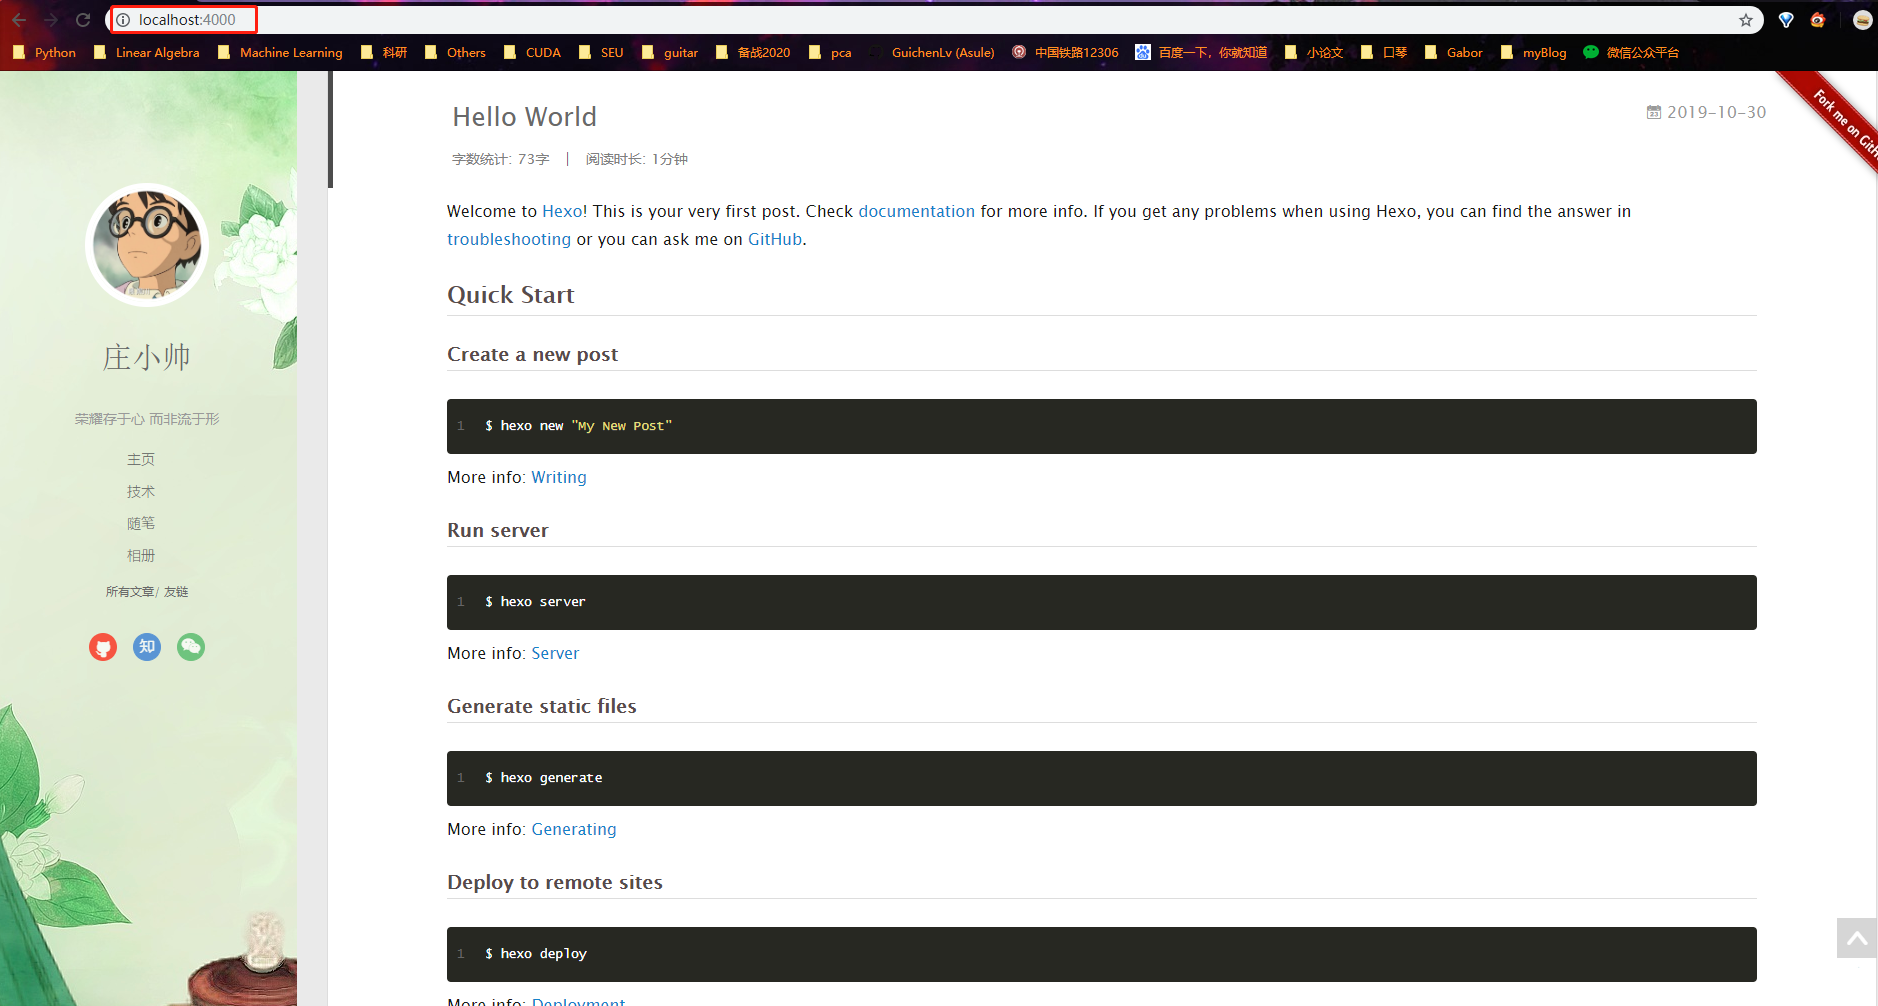 localhost:4000
Python Linear Algebra Machine Learning 科研 Others CUDA SEU guitar 备战2020 pca GuichenLv (Asule) 中国铁路12306 百度一下，你就知道 小论文 口琴 Gabor myBlog 微信公众平台
庄小帅
荣耀存于心 而非流于形
主页
技术
随笔
相册
所有文章/ 友链
知
Hello World
2019-10-30
Fork me on GitH
字数统计: 73字 | 阅读时长: 1分钟
Welcome to Hexo! This is your very first post. Check documentation for more info. If you get any problems when using Hexo, you can find the answer in
troubleshooting or you can ask me on GitHub.
Quick Start
Create a new post
1 $ hexo new "My New Post"
More info: Writing
Run server
1 $ hexo server
More info: Server
Generate static files
1 $ hexo generate
More info: Generating
Deploy to remote sites
1 $ hexo deploy
More info: Deployment